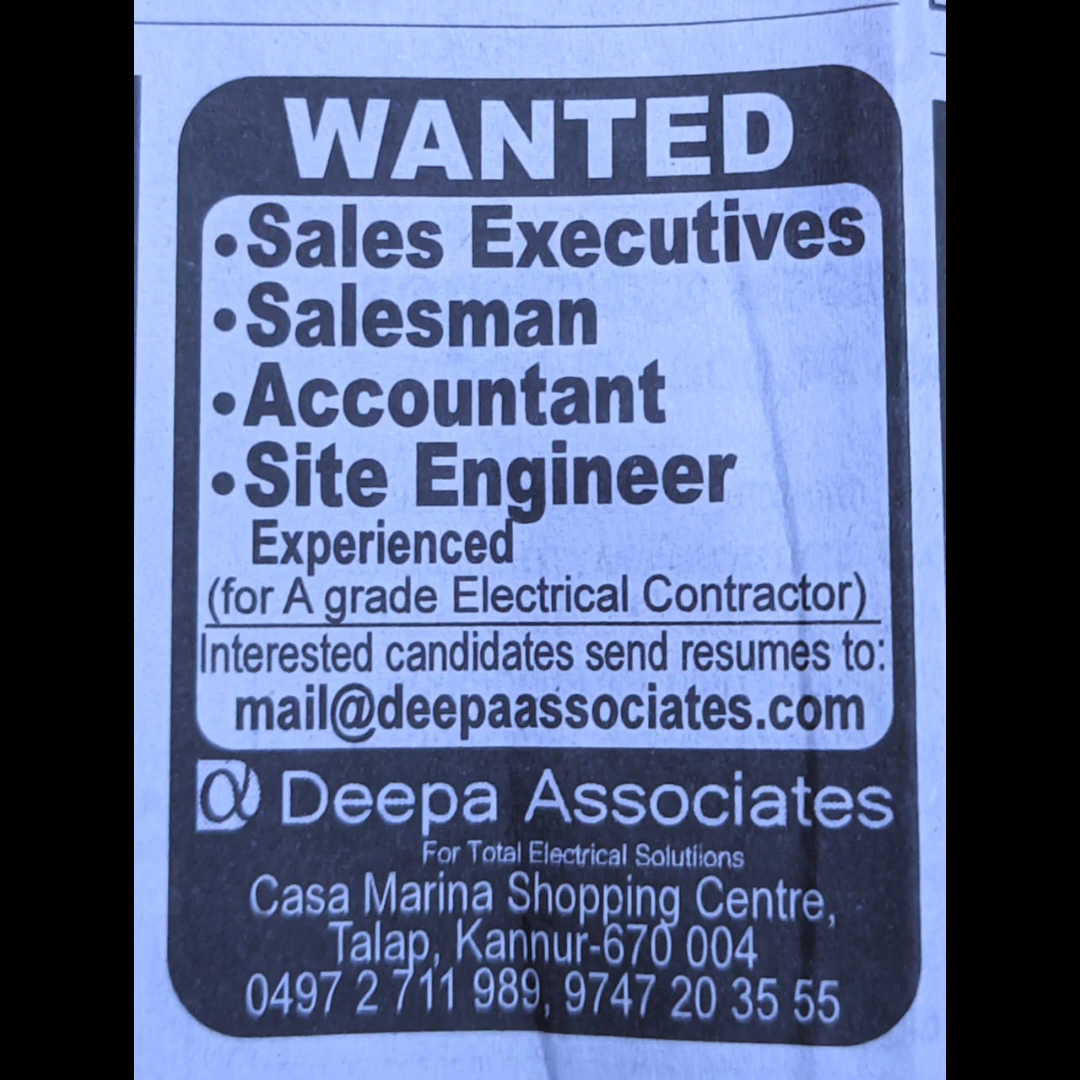 WANTED
•Sales Executives
•Salesman
•Accountant
•Site Engineer
Experienced
(for A grade Electrical Contractor)
Interested candidates send resumes to:
mail@deepaassociates.com
Deepa Associates
For Total Electrical Solutiions
Casa Marina Shopping Centre,
Talap, Kannur-670 004
0497 2 711 989, 9747 20 35 55